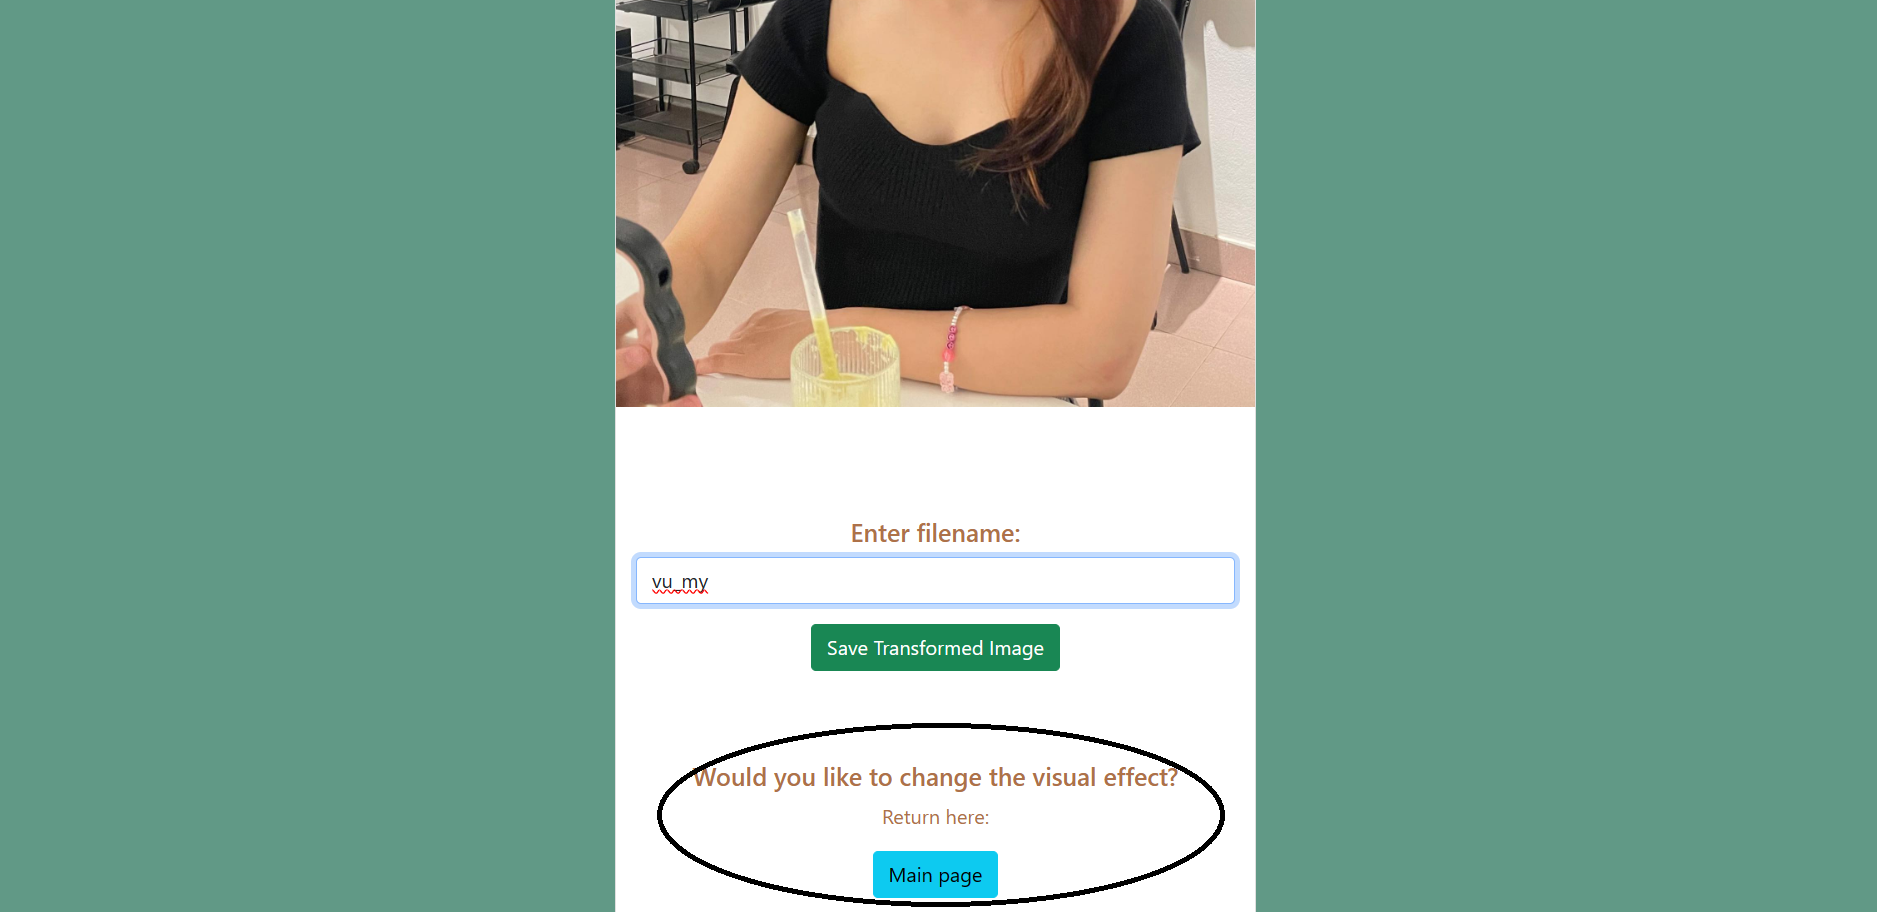 Enter filename:
vu_my
Save Transformed Image
Would you like to change the visual effect?
Return here:
Main page